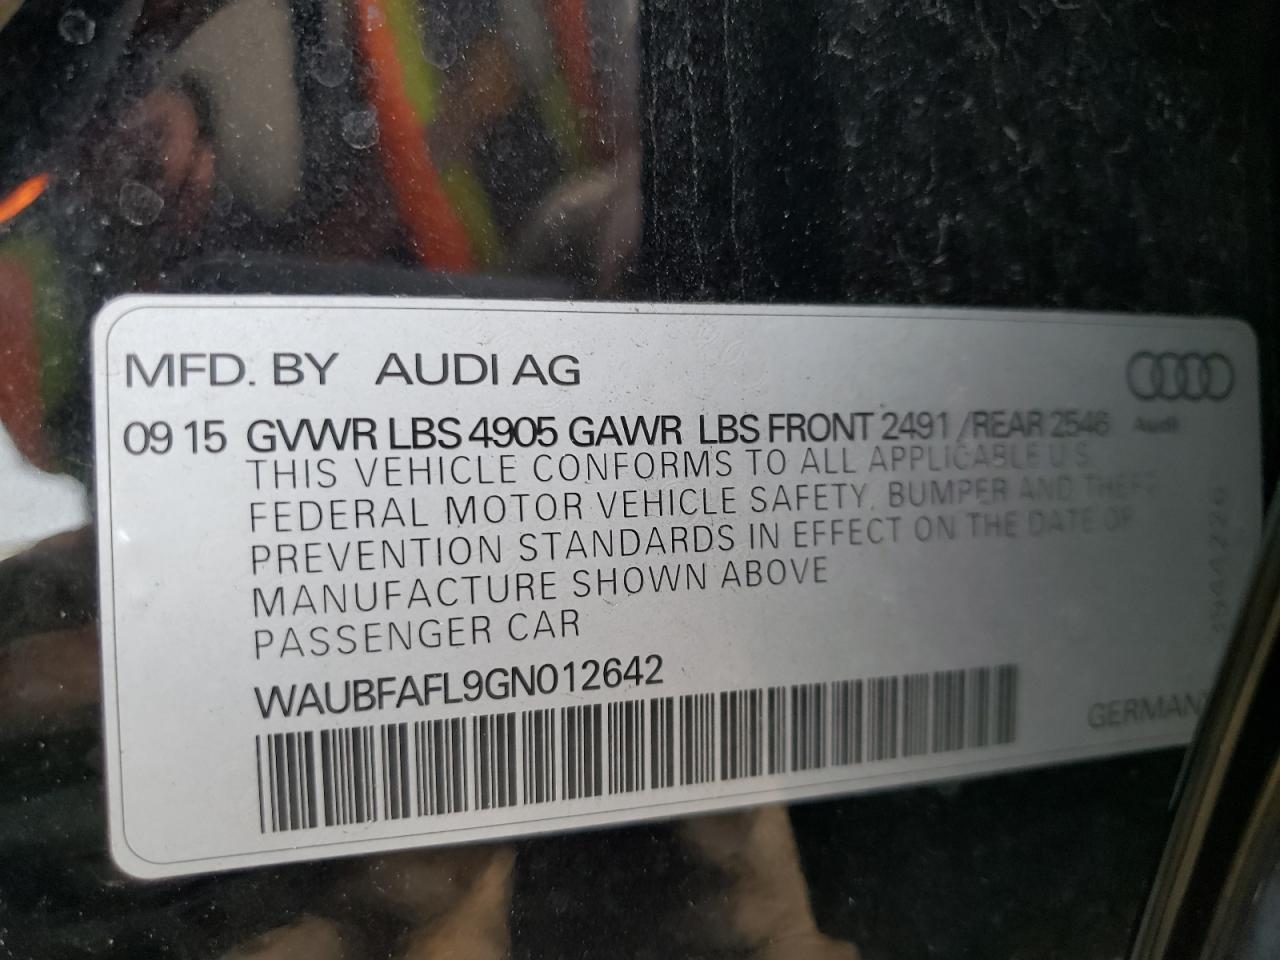 MFD. BY AUDI AG
09 15 GVWR LBS 4905 GAWR LBS FRONT 2491 /REAR 2546
Audi
THIS VEHICLE CONFORMS TO ALL APPLICABLE U.S.
FEDERAL MOTOR VEHICLE SAFETY, BUMPER AND THEFT
PREVENTION STANDARDS IN EFFECT ON THE DATE OF
MANUFACTURE SHOWN ABOVE
PASSENGER CAR
WAUBFAFL9GN012642